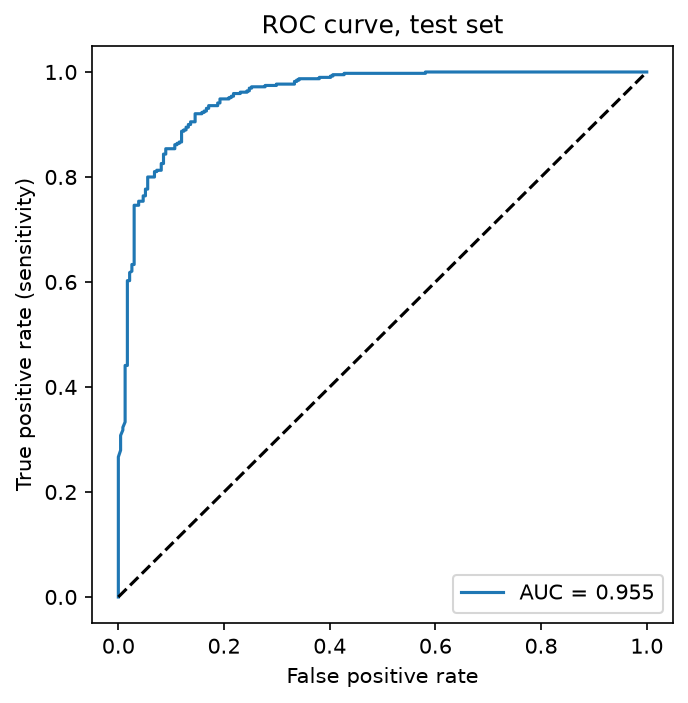 ROC curve, test set
True positive rate (sensitivity)
1.0
0.8
0.6
0.4
0.2
0.0
AUC = 0.955
0.0 0.2 0.4 0.6 0.8 1.0
False positive rate